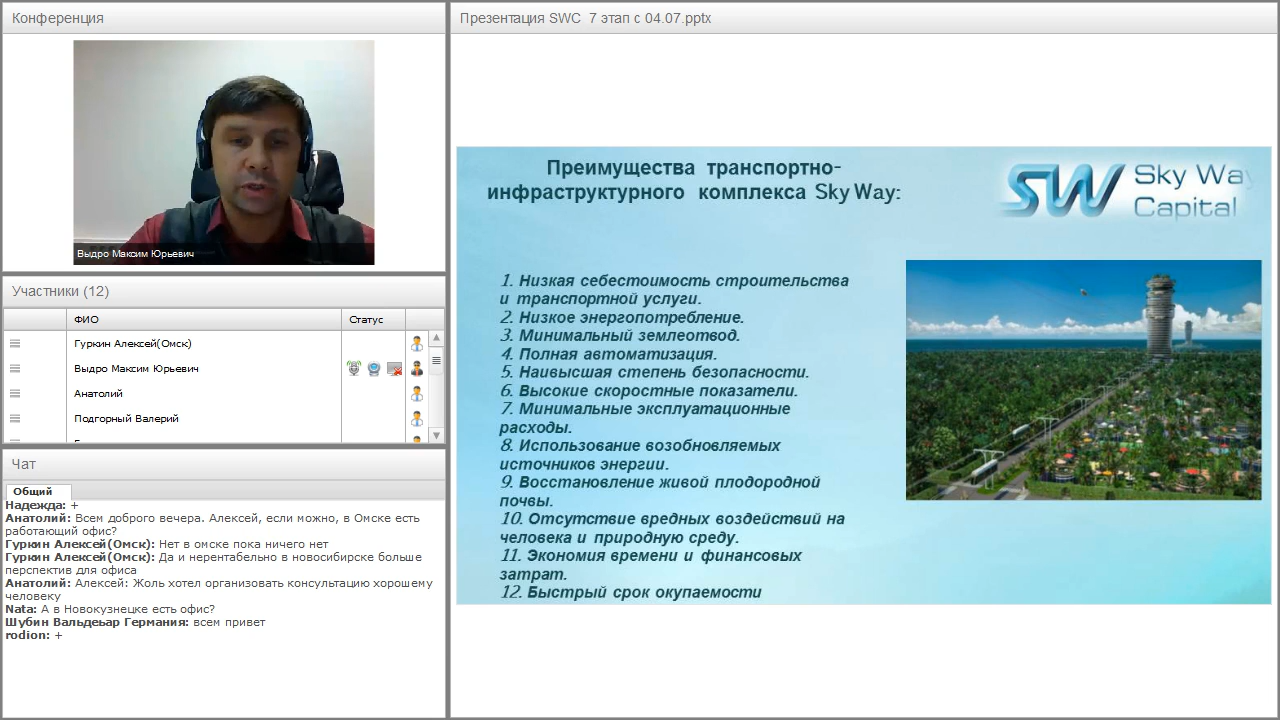 Конференция
Выдро Максим Юрьевич
Участники (12)
ФИО
Статус
Гуркин Алексей(Омск)
Выдро Максим Юрьевич
Анатолий
Подгорный Валерий
Чат
Общий
Надежда: +
Анатолий: Всем доброго вечера. Алексей, если можно, в Омске есть
работающий офис?
Гуркин Алексей(Омск): Нет в омске пока ничего нет
Гуркин Алексей(Омск): Да и нерентабельно в новосибирске больше
перспектив для офиса
Анатолий: Алексей: Жоль хотел организовать консультацию хорошему
человеку
Nata: А в Новокузнецке есть офис?
Шубин Вальдеьар Германия: всем привет
rodion: +
Презентация SWC 7 этап с 04.07.pptx
Преимущества транспортно-
инфраструктурного комплекса Sky Way:
SW Sky Way
Capital
1. Низкая себестоимость строительства
и транспортной услуги.
2. Низкое энергопотребление.
3. Минимальный землеотвод.
4. Полная автоматизация.
5. Наивысшая степень безопасности.
6. Высокие скоростные показатели.
7. Минимальные эксплуатационные
расходы.
8. Использование возобновляемых
источников энергии.
9. Восстановление живой плодородной
почвы.
10. Отсутствие вредных воздействий на
человека и природную среду.
11. Экономия времени и финансовых
затрат.
12. Быстрый срок окупаемости